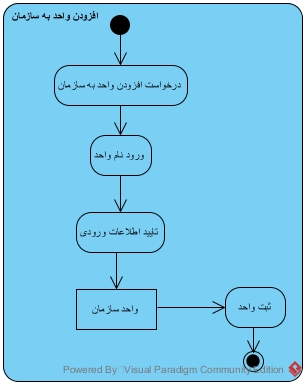 افزودن واحد به سازمان
درخواست افزودن واحد به سازمان
ورود نام واحد
تایید اطلاعات ورودی
واحد سازمان
ثبت واحد
Powered By Visual Paradigm Community Edition